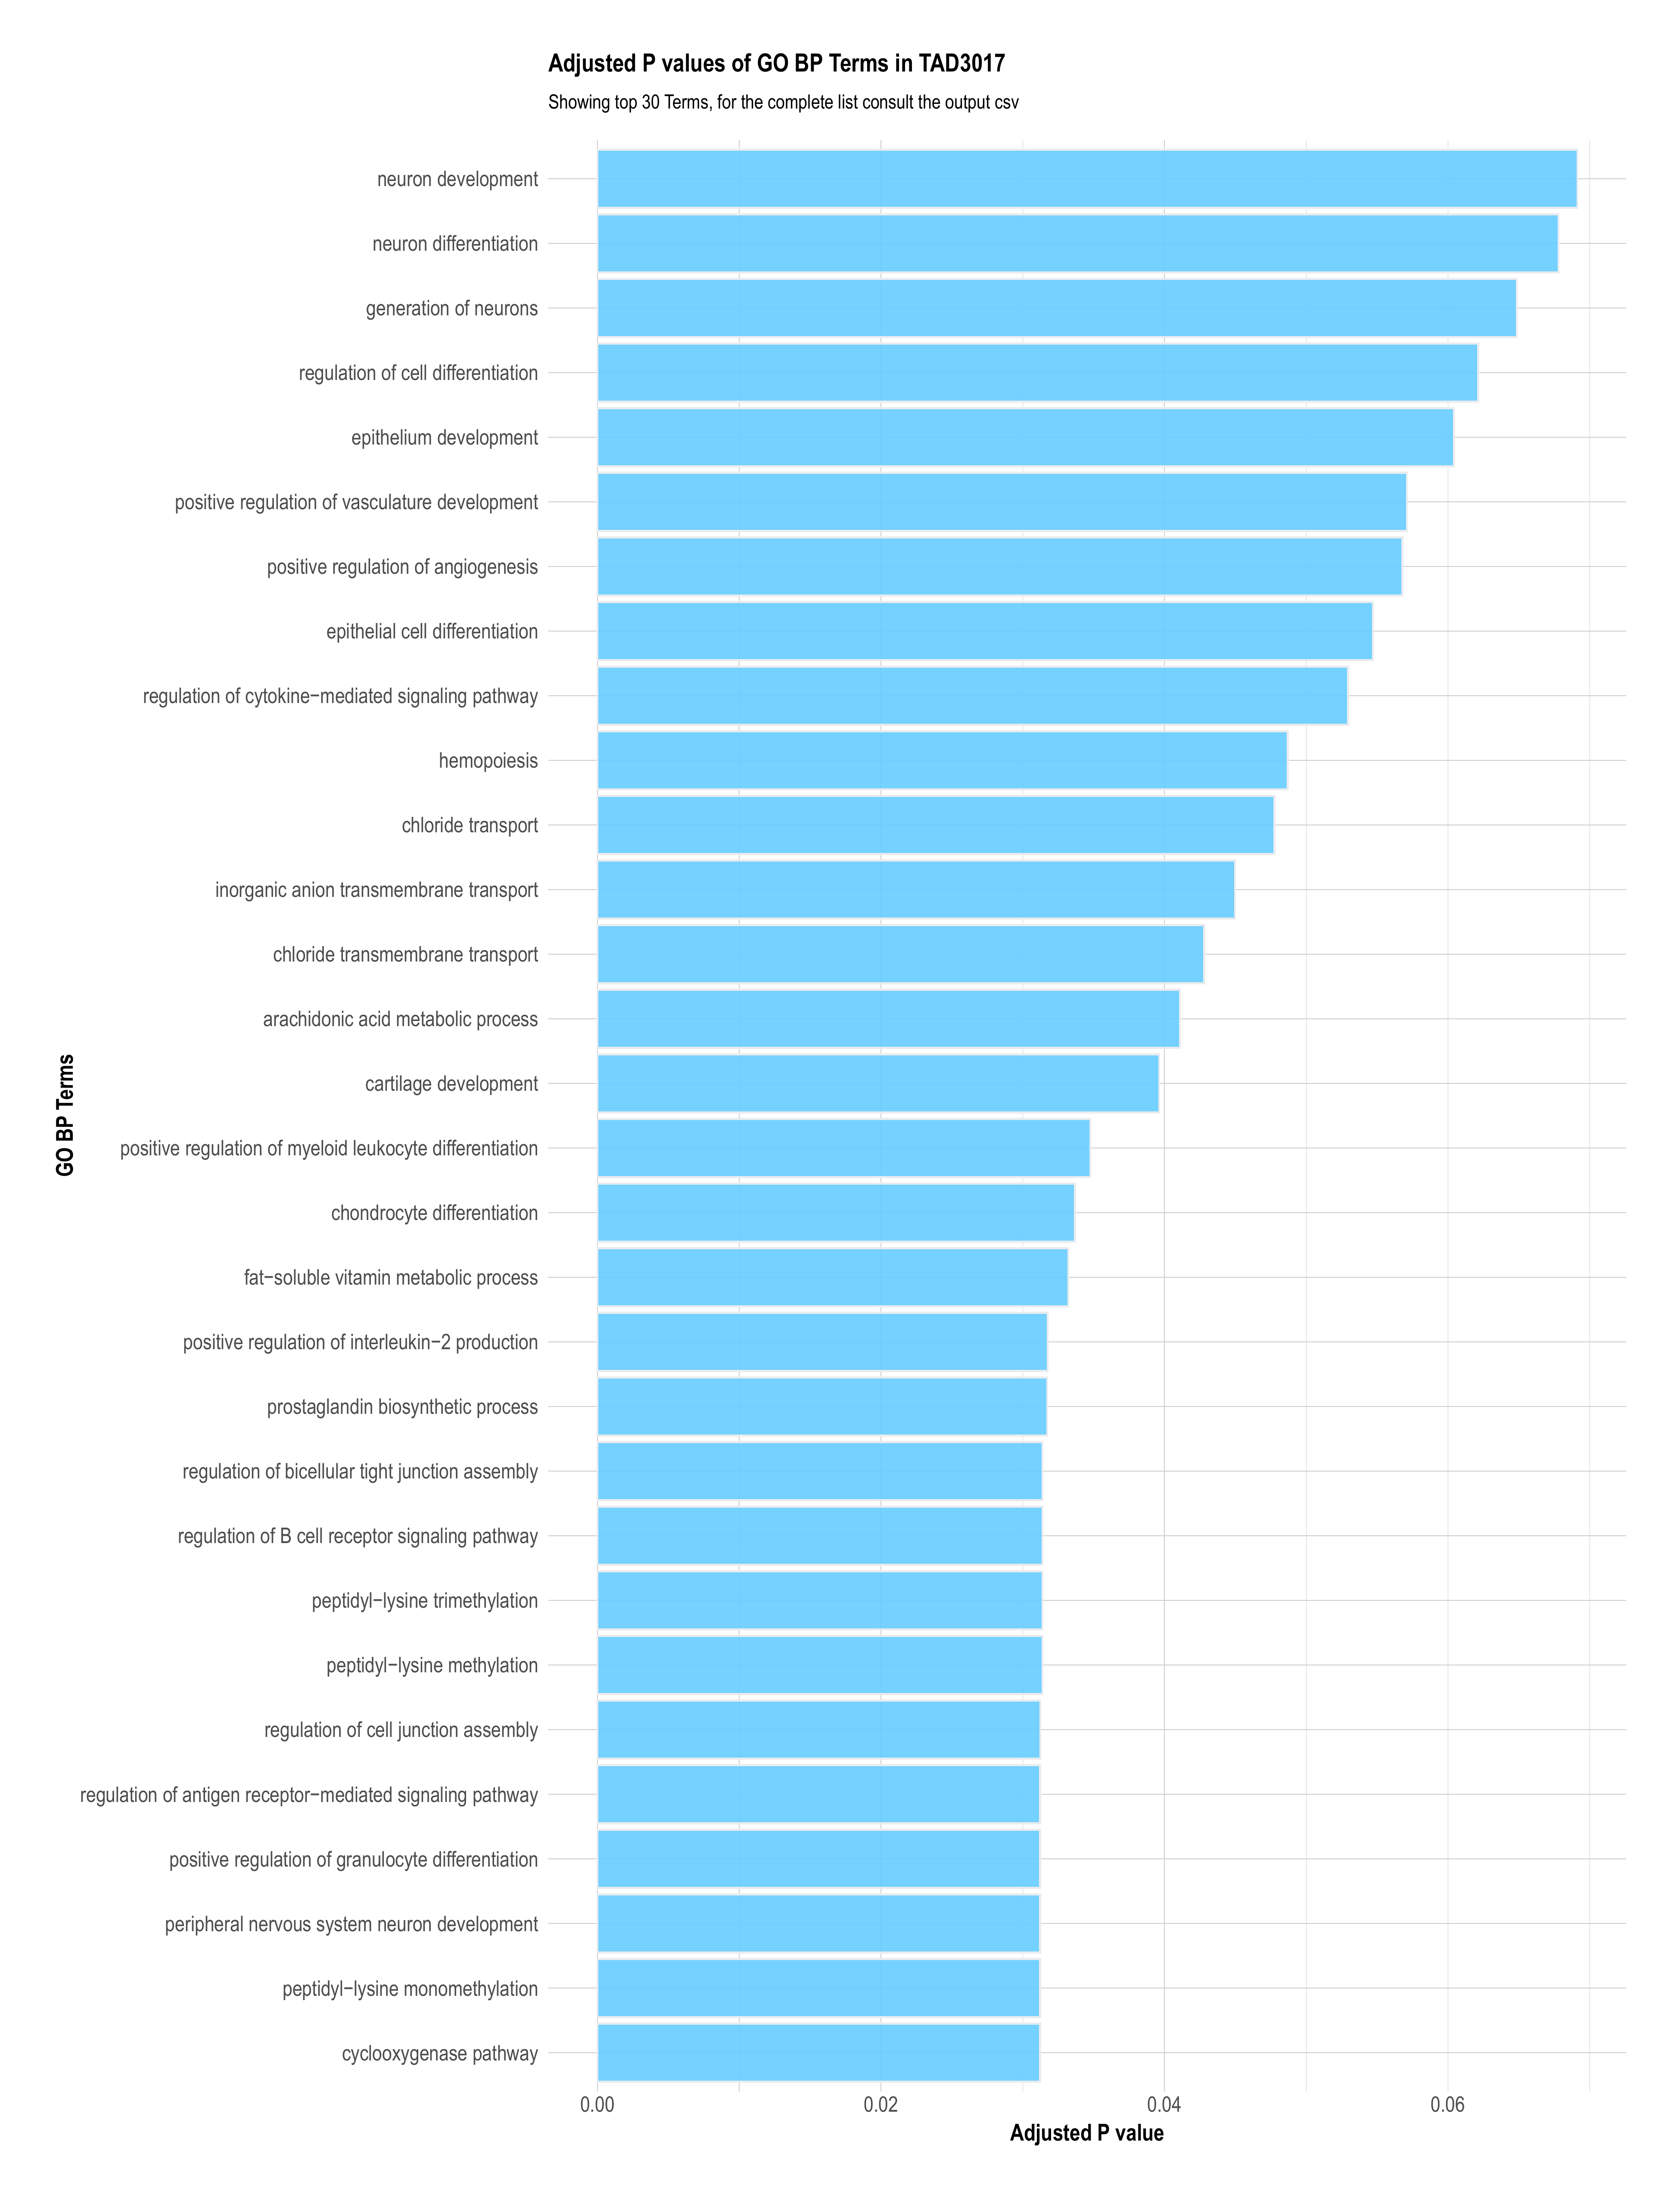 Adjusted P values of GO BP Terms in TAD3017
Showing top 30 Terms, for the complete list consult the output csv
neuron development
neuron differentiation
generation of neurons
regulation of cell differentiation
epithelium development
positive regulation of vasculature development
positive regulation of angiogenesis
epithelial cell differentiation
regulation of cytokine−mediated signaling pathway
hemopoiesis
chloride transport
inorganic anion transmembrane transport
chloride transmembrane transport
arachidonic acid metabolic process
cartilage development
positive regulation of myeloid leukocyte differentiation
chondrocyte differentiation
fat−soluble vitamin metabolic process
positive regulation of interleukin−2 production
prostaglandin biosynthetic process
regulation of bicellular tight junction assembly
regulation of B cell receptor signaling pathway
peptidyl−lysine trimethylation
peptidyl−lysine methylation
regulation of cell junction assembly
regulation of antigen receptor−mediated signaling pathway
positive regulation of granulocyte differentiation
peripheral nervous system neuron development
peptidyl−lysine monomethylation
cyclooxygenase pathway
GO BP Terms
0.00 0.02 0.04 0.06
Adjusted P value